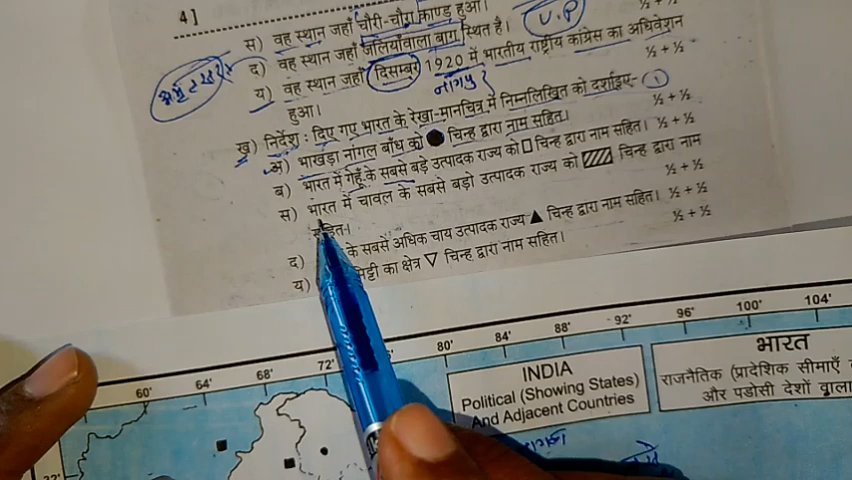 4]
स) वह स्थान जहाँ चौरी-चौरा काण्ड हुआ। ½ + ½
U.P
द) वह स्थान जहाँ जलियाँवाला बाग स्थित है।
य) वह स्थान जहाँ दिसम्बर 1920 में भारतीय राष्ट्रीय कांग्रेस का अधिवेशन
हुआ। ½ + ½
नागपु
ख) निर्देश : दिए गए भारत के रेखा-मानचित्र में निम्नलिखित को दर्शाइए- 1
अ) भाखड़ा नांगल बाँध को ● चिन्ह द्वारा नाम सहित। ½ + ½
ब) भारत में गेहूँ के सबसे बड़े उत्पादक राज्य को □ चिन्ह द्वारा नाम सहित। ½ + ½
स) भारत में चावल के सबसे बड़ो उत्पादक राज्य को ▨ चिन्ह द्वारा नाम
सहित। ½ + ½
द) के सबसे अधिक चाय उत्पादक राज्य ▲ चिन्ह द्वारा नाम सहित। ½ + ½
य) मिट्टी का क्षेत्र ▽ चिन्ह द्वारा नाम सहित। ½ + ½
60' 64' 68' 72' 80' 84' 88' 92' 96' 100' 104'
INDIA
Political (Showing States)
And Adjacent Countries
भारत
राजनैतिक (प्रादेशिक सीमाएँ
और पडोसी देशों वाला